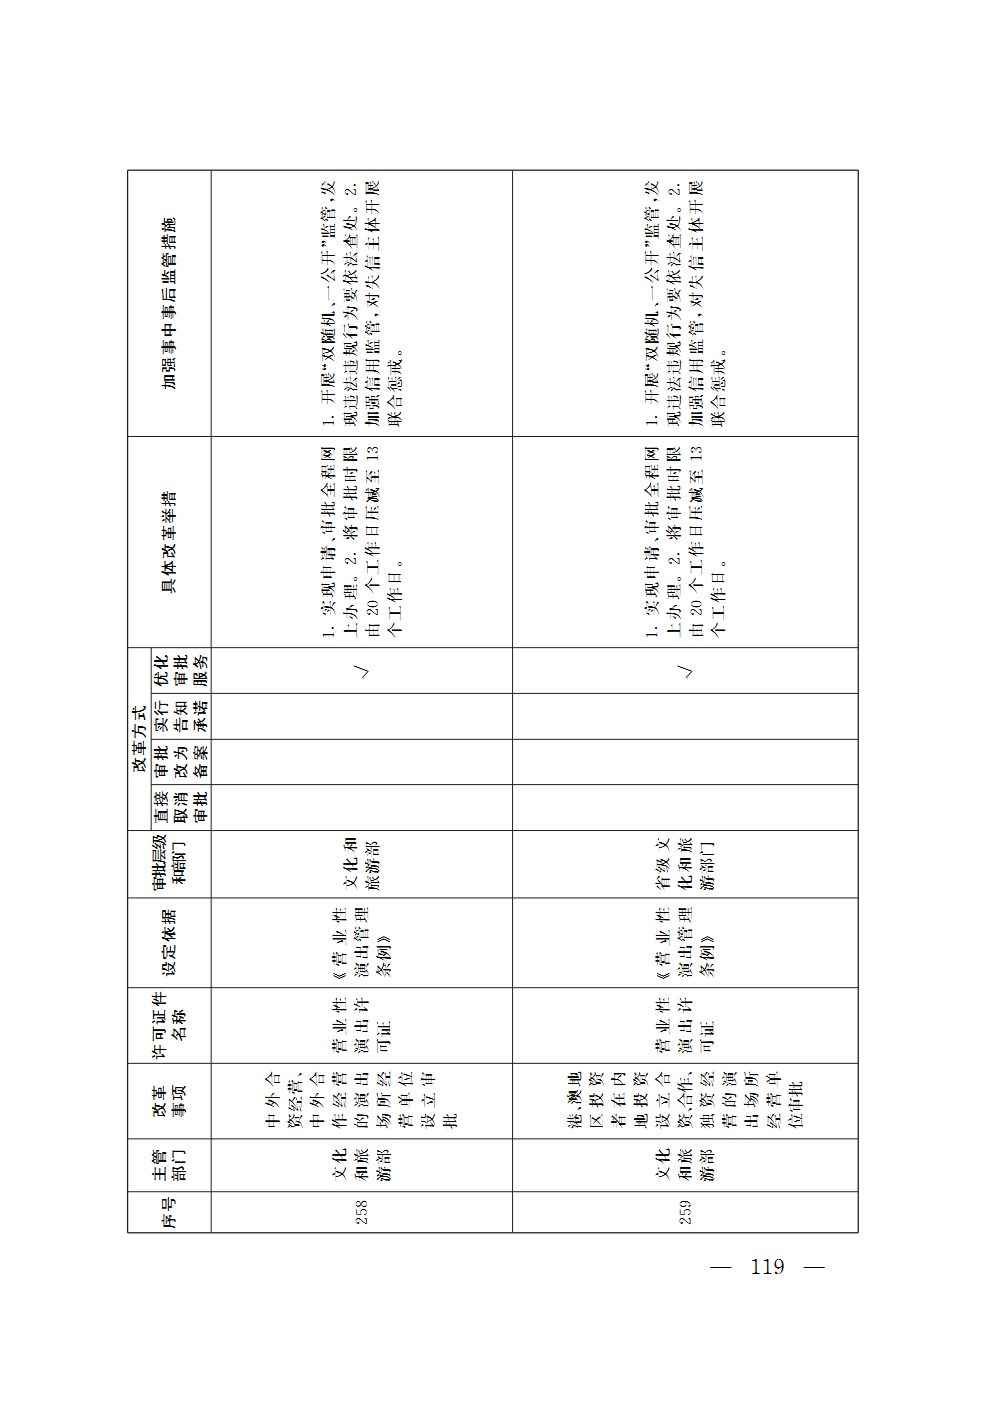 序号
主管
部门
改革
事项
许可证件
名称
设定依据
审批层级
和部门
改革方式
直接
取消
审批
审批
改为
备案
实行
告知
承诺
优化
审批
服务
具体改革举措
加强事中事后监管措施
258
文化
和旅
游部
中外合
资经营、
中外合
作经营
的演出
场所经
营单位
设立审
批
营业性
演出许
可证
《营业性
演出管理
条例》
文化和
旅游部
√
1. 实现申请、审批全程网
上办理。2. 将审批时限
由 20 个工作日压减至 13
个工作日。
1. 开展“双随机、一公开”监管,发
现违法违规行为要依法查处。2.
加强信用监管,对失信主体开展
联合惩戒。
259
文化
和旅
游部
港、澳地
区投资
者在内
地投资
设立合
资、合作、
独资经
营的演
出场所
经营单
位审批
营业性
演出许
可证
《营业性
演出管理
条例》
省级文
化和旅
游部门
√
1. 实现申请、审批全程网
上办理。2. 将审批时限
由 20 个工作日压减至 13
个工作日。
1. 开展“双随机、一公开”监管,发
现违法违规行为要依法查处。2.
加强信用监管,对失信主体开展
联合惩戒。
— 119 —